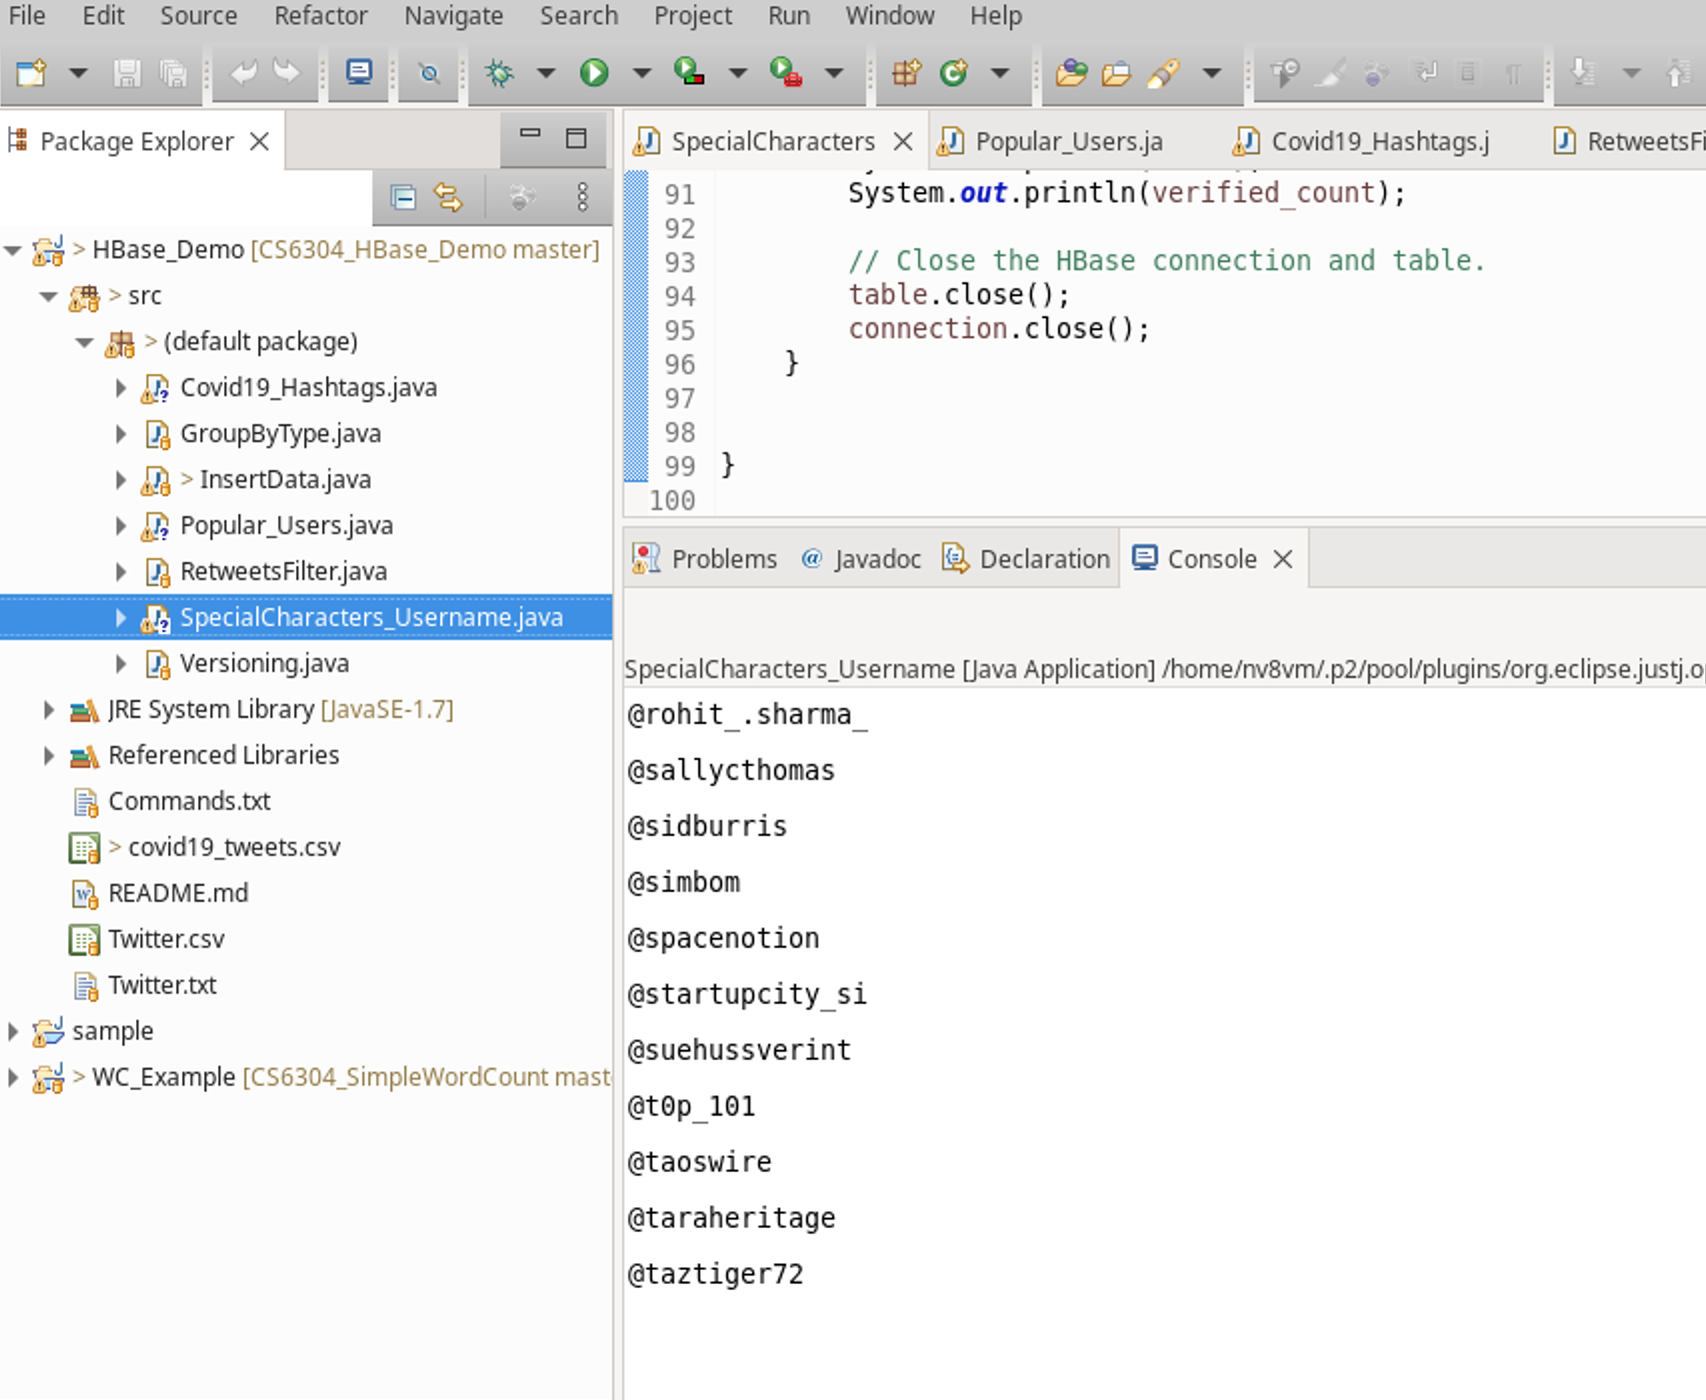 File Edit Source Refactor Navigate Search Project Run Window Help
Package Explorer
> HBase_Demo [CS6304_HBase_Demo master]
> src
> (default package)
Covid19_Hashtags.java
GroupByType.java
> InsertData.java
Popular_Users.java
RetweetsFilter.java
SpecialCharacters_Username.java
Versioning.java
JRE System Library [JavaSE-1.7]
Referenced Libraries
Commands.txt
> covid19_tweets.csv
README.md
Twitter.csv
Twitter.txt
sample
> WC_Example [CS6304_SimpleWordCount mast
SpecialCharacters Popular_Users.ja Covid19_Hashtags.j RetweetsFi
91 System.out.println(verified_count);
92
93 // Close the HBase connection and table.
94 table.close();
95 connection.close();
96 }
97
98
99 }
100
Problems @ Javadoc Declaration Console
SpecialCharacters_Username [Java Application] /home/nv8vm/.p2/pool/plugins/org.eclipse.justj.o
@rohit_.sharma_
@sallycthomas
@sidburris
@simbom
@spacenotion
@startupcity_si
@suehussverint
@t0p_101
@taoswire
@taraheritage
@taztiger72